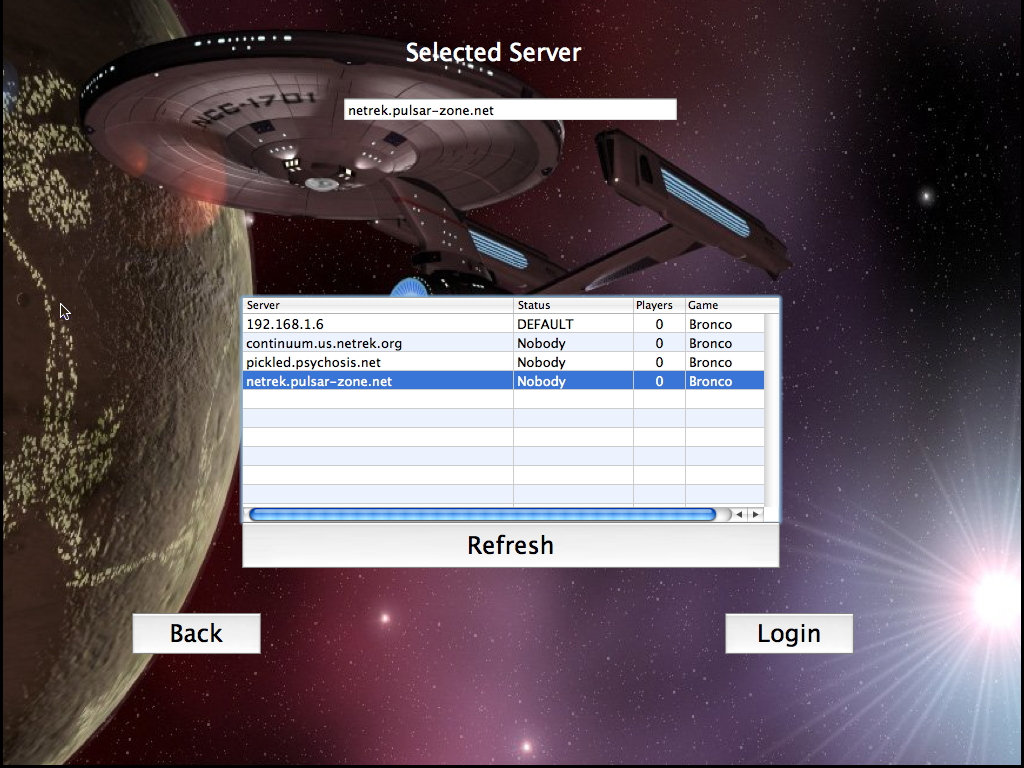 Selected Server
NCC-1701
netrek.pulsar-zone.net
Server Status Players Game
192.168.1.6 DEFAULT 0 Bronco
continuum.us.netrek.org Nobody 0 Bronco
pickled.psychosis.net Nobody 0 Bronco
netrek.pulsar-zone.net Nobody 0 Bronco
Refresh
Back Login